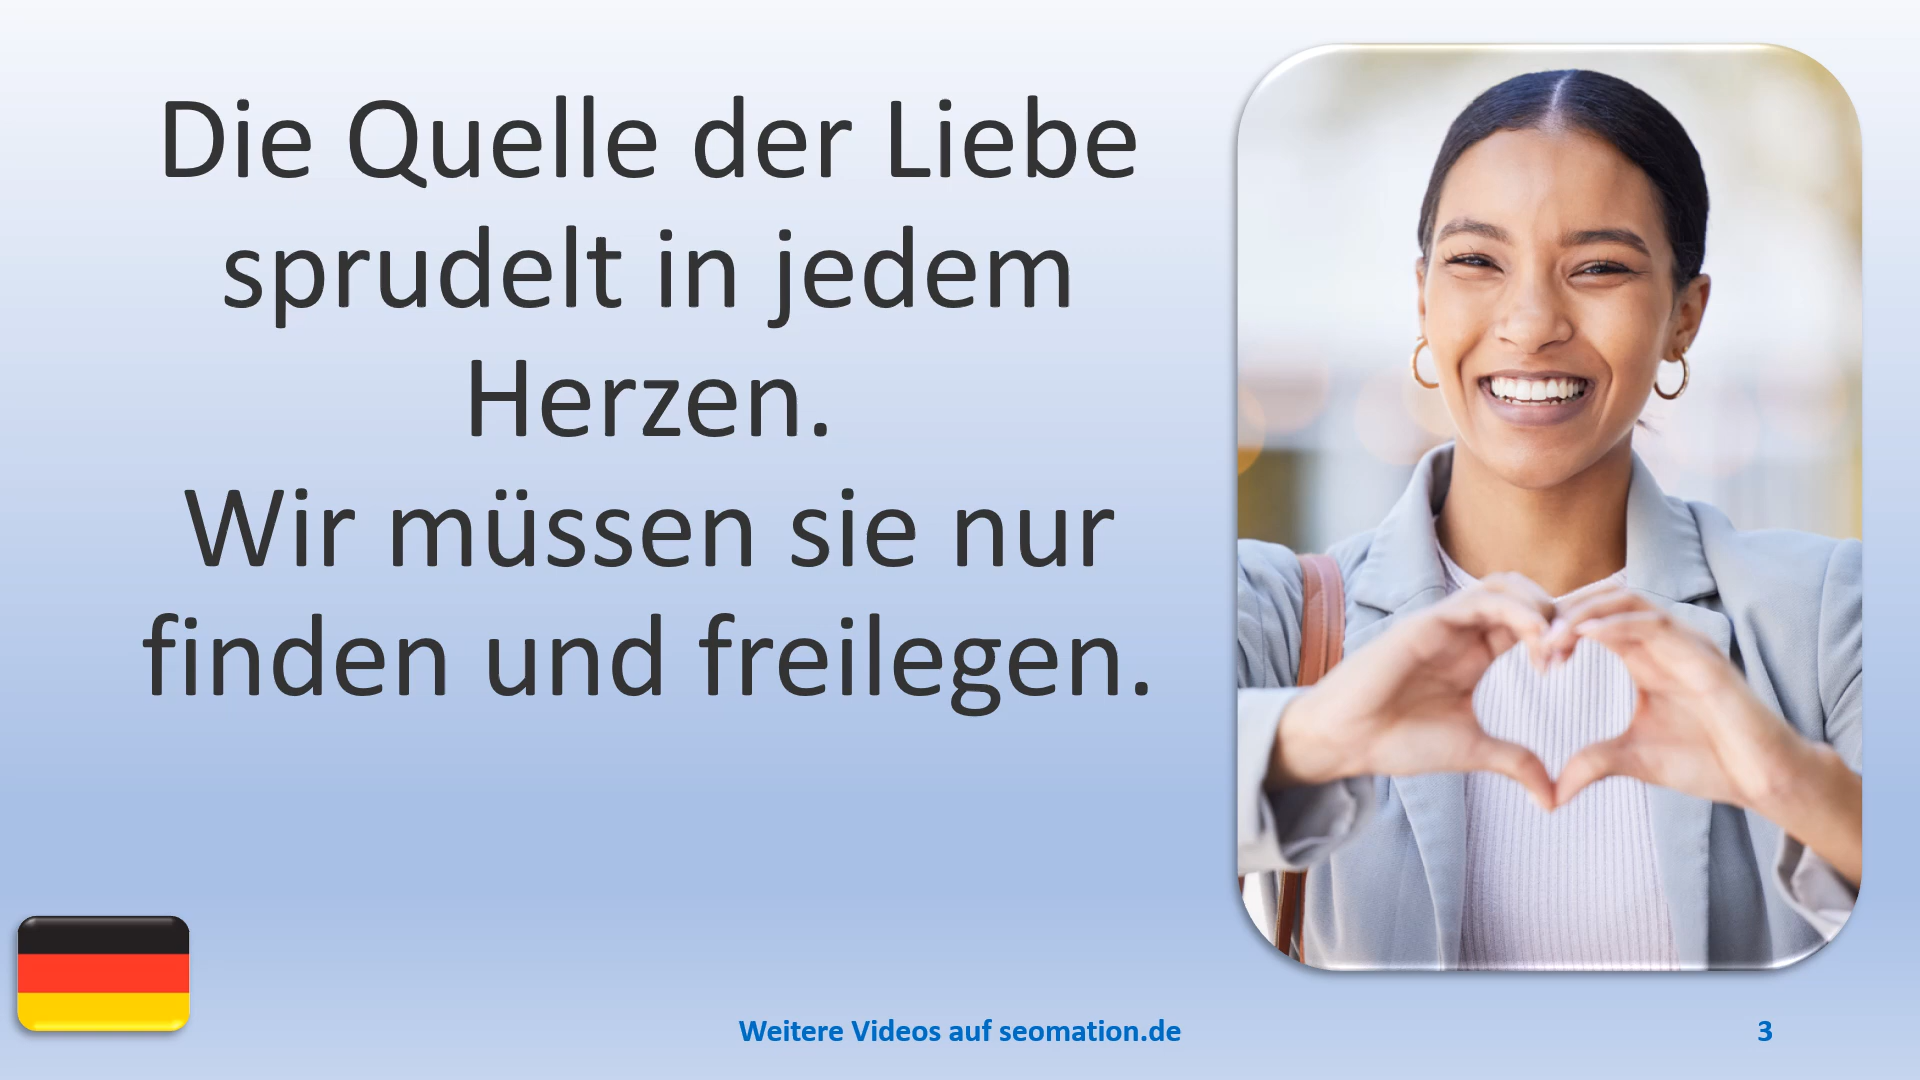 Die Quelle der Liebe
sprudelt in jedem
Herzen.
Wir müssen sie nur
finden und freilegen.
Weitere Videos auf seomation.de
3